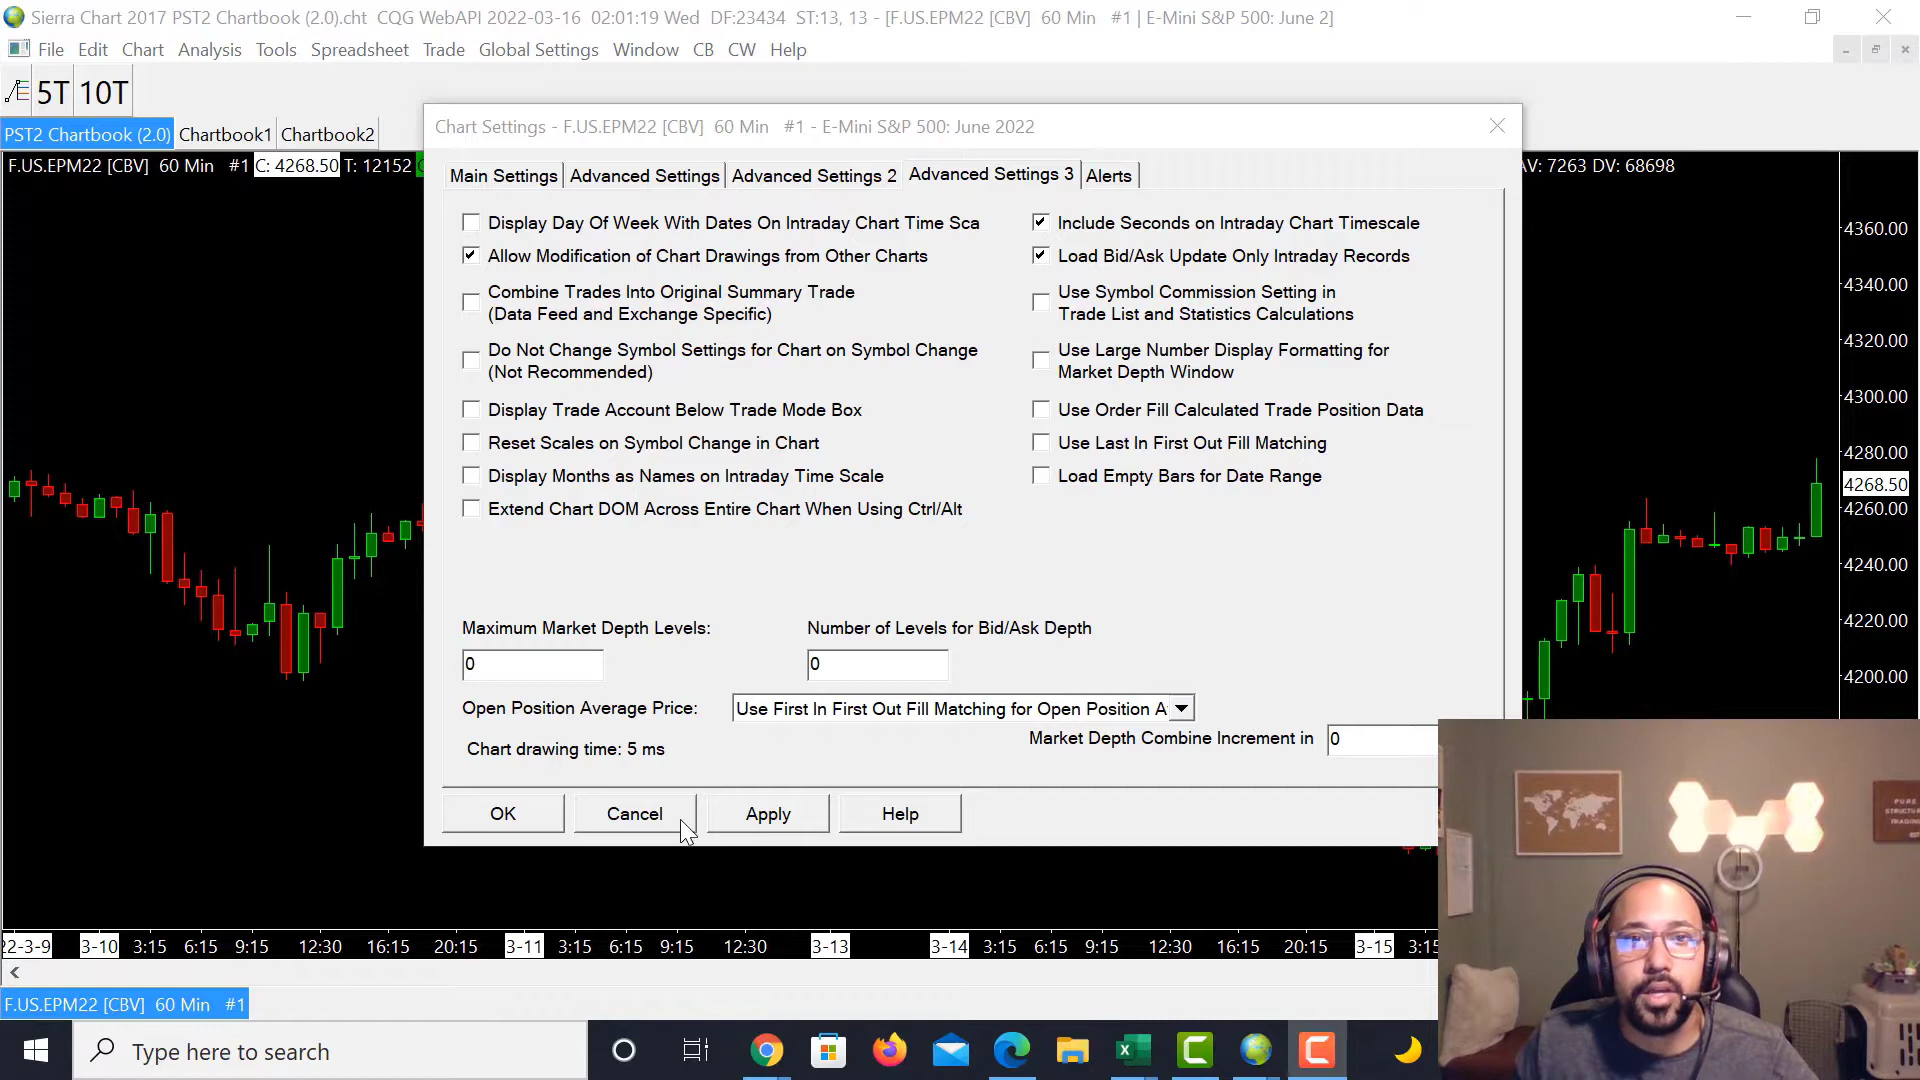 Sierra Chart 2017 PST2 Chartbook (2.0).cht CQG WebAPI 2022-03-16 02:01:19 Wed DF:23434 ST:13, 13 - [F.US.EPM22 [CBV] 60 Min #1 | E-Mini S&P 500: June 2]
File Edit Chart Analysis Tools Spreadsheet Trade Global Settings Window CB CW Help
5T 10T
PST2 Chartbook (2.0) Chartbook1 Chartbook2
F.US.EPM22 [CBV] 60 Min #1 C: 4268.50 T: 12152
AV: 7263 DV: 68698
Chart Settings - F.US.EPM22 [CBV] 60 Min #1 - E-Mini S&P 500: June 2022
Main Settings Advanced Settings Advanced Settings 2 Advanced Settings 3 Alerts
Display Day Of Week With Dates On Intraday Chart Time Sca
Include Seconds on Intraday Chart Timescale
Allow Modification of Chart Drawings from Other Charts
Load Bid/Ask Update Only Intraday Records
Combine Trades Into Original Summary Trade
(Data Feed and Exchange Specific)
Use Symbol Commission Setting in
Trade List and Statistics Calculations
Do Not Change Symbol Settings for Chart on Symbol Change
(Not Recommended)
Use Large Number Display Formatting for
Market Depth Window
Display Trade Account Below Trade Mode Box
Use Order Fill Calculated Trade Position Data
Reset Scales on Symbol Change in Chart
Use Last In First Out Fill Matching
Display Months as Names on Intraday Time Scale
Load Empty Bars for Date Range
Extend Chart DOM Across Entire Chart When Using Ctrl/Alt
Maximum Market Depth Levels:
0
Number of Levels for Bid/Ask Depth
0
Open Position Average Price: Use First In First Out Fill Matching for Open Position A
Market Depth Combine Increment in 0
Chart drawing time: 5 ms
OK Cancel Apply Help
4360.00
4340.00
4320.00
4300.00
4280.00
4268.50
4260.00
4240.00
4220.00
4200.00
PURE
STRUCTURE
TRADING
22-3-9 3-10 3:15 6:15 9:15 12:30 16:15 20:15 3-11 3:15 6:15 9:15 12:30 3-13 3-14 3:15 6:15 9:15 12:30 16:15 20:15 3-15 3:15
F.US.EPM22 [CBV] 60 Min #1
Type here to search